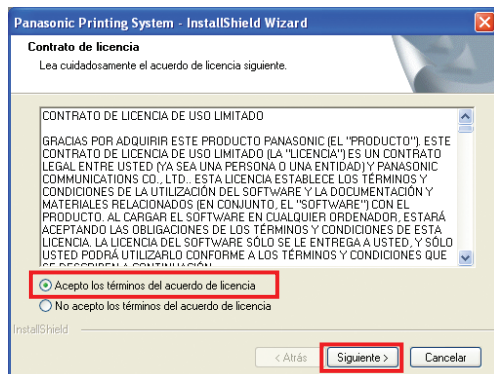 Panasonic Printing System - InstallShield Wizard
Contrato de licencia
Lea cuidadosamente el acuerdo de licencia siguiente.
CONTRATO DE LICENCIA DE USO LIMITADO
GRACIAS POR ADQUIRIR ESTE PRODUCTO PANASONIC (EL "PRODUCTO"). ESTE
CONTRATO DE LICENCIA DE USO LIMITADO (LA "LICENCIA") ES UN CONTRATO
LEGAL ENTRE USTED (YA SEA UNA PERSONA O UNA ENTIDAD) Y PANASONIC
COMMUNICATIONS CO., LTD.. ESTA LICENCIA ESTABLECE LOS TÉRMINOS Y
CONDICIONES DE LA UTILIZACIÓN DEL SOFTWARE Y LA DOCUMENTACIÓN Y
MATERIALES RELACIONADOS (EN CONJUNTO, EL "SOFTWARE") CON EL
PRODUCTO. AL CARGAR EL SOFTWARE EN CUALQUIER ORDENADOR, ESTARÁ
ACEPTANDO LAS OBLIGACIONES DE LOS TÉRMINOS Y CONDICIONES DE ESTA
LICENCIA. LA LICENCIA DEL SOFTWARE SÓLO SE LE ENTREGA A USTED, Y SÓLO
USTED PODRÁ UTILIZARLO CONFORME A LOS TÉRMINOS Y CONDICIONES QUE
SE DESCRIBEN A CONTINUACIÓN
Acepto los términos del acuerdo de licencia
No acepto los términos del acuerdo de licencia
InstallShield
< Atrás Siguiente > Cancelar